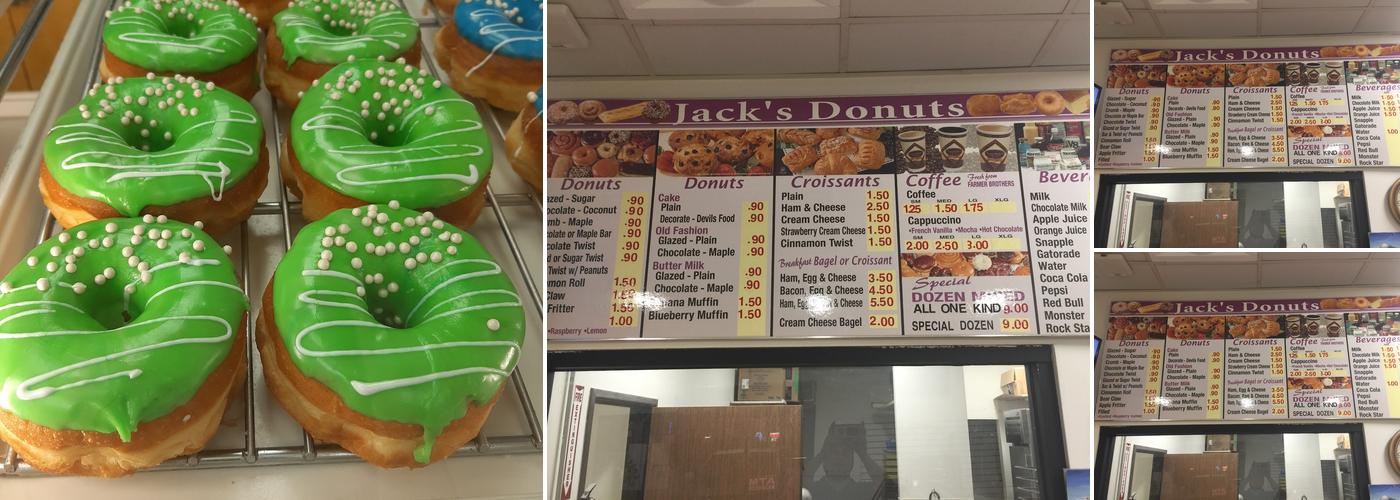 Jack's Donuts
Donuts
Glazed - Sugar .90
Chocolate - Coconut .90
Crumb - Maple .90
Chocolate or Maple Bar .90
Chocolate Twist .90
Glazed or Sugar Twist .90
Bar & Twist w/ Peanuts
Cinnamon Roll 1.50
Bear Claw
Apple Fritter
Filled 1.00
•Raspberry •Lemon
Donuts
Cake
Plain .90
Decorate - Devils Food .90
Old Fashion
Glazed - Plain .90
Chocolate - Maple .90
Butter Milk
Glazed - Plain .90
Chocolate - Maple .90
Banana Muffin 1.50
Blueberry Muffin 1.50
Croissants
Plain 1.50
Ham & Cheese 2.50
Cream Cheese 1.50
Strawberry Cream Cheese 1.50
Cinnamon Twist 1.50
Breakfast Bagel or Croissant
Ham, Egg & Cheese 3.50
Bacon, Egg & Cheese 4.50
Ham, Egg & Cheese 5.50
Cream Cheese Bagel 2.00
Coffee Fresh from FARMER BROTHERS
Coffee
SM MED LG XLG
125 1.50 1.75
Cappuccino
•French Vanilla •Mocha •Hot Chocolate
SM MED LG XLG
2.00 2.50 3.00
Special
DOZEN MIXED
ALL ONE KIND 9.00
SPECIAL DOZEN 9.00
Beverages
Milk
Chocolate Milk
Apple Juice
Orange Juice
Snapple
Gatorade
Water
Coca Cola
Pepsi
Red Bull
Monster
Rock Star
FIRE EXTINGUISHER
MTA